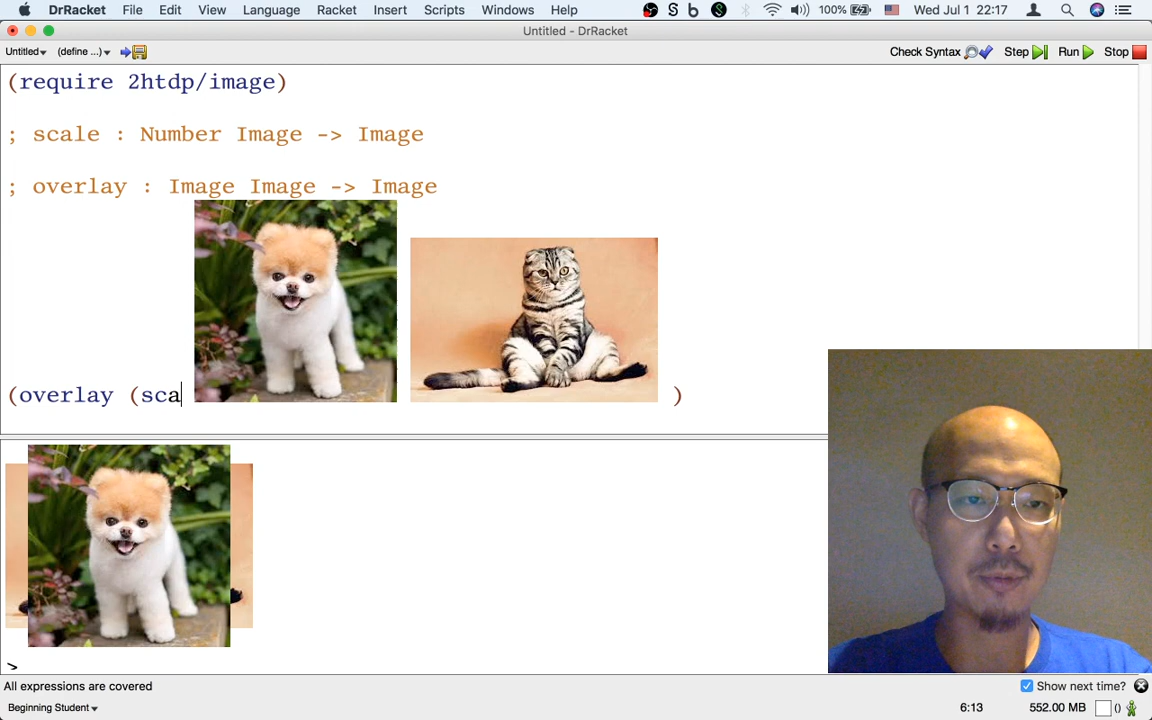 DrRacket File Edit View Language Racket Insert Scripts Windows Help 100% Wed Jul 1 22:17
Untitled - DrRacket
Untitled (define ...) Check Syntax Step Run Stop
(require 2htdp/image)
; scale : Number Image -> Image
; overlay : Image Image -> Image
(overlay (sca )
>
All expressions are covered Show next time?
Beginning Student 6:13 552.00 MB ()